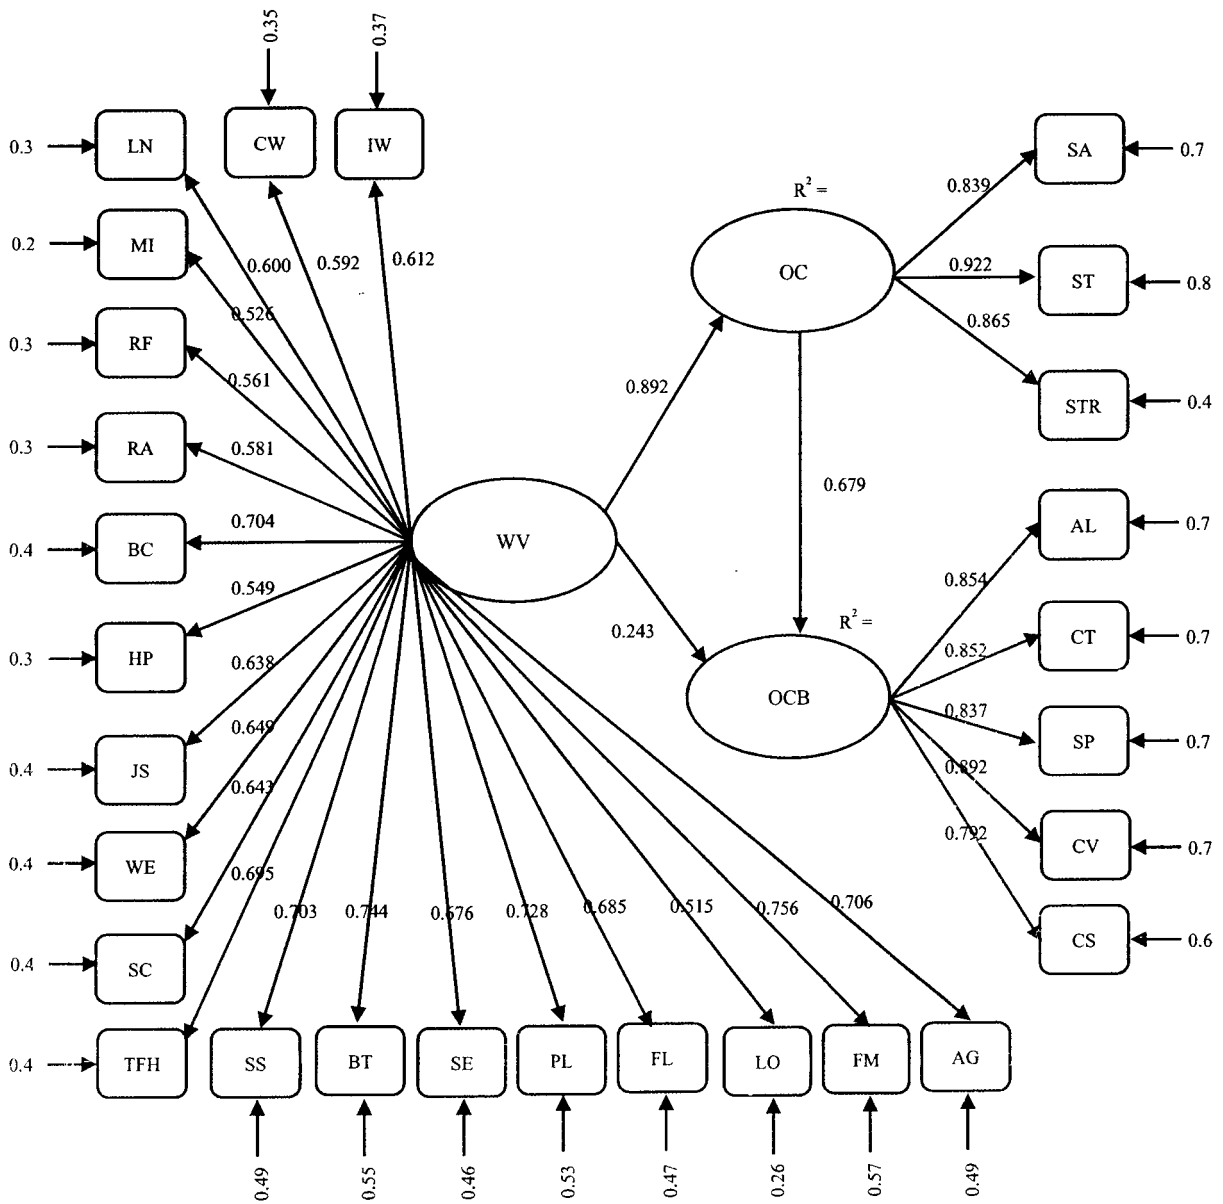 0.35
0.37
0.3
LN
CW
IW
SA
0.7
R² =
0.839
0.2
MI
0.600
0.592
0.612
OC
0.922
ST
0.8
0.526
0.865
0.3
RF
0.561
0.892
STR
0.4
0.3
RA
0.581
0.679
0.4
BC
0.704
WV
AL
0.7
0.549
0.854
0.243
R² =
CT
0.7
0.3
HP
0.638
0.852
OCB
0.837
SP
0.7
0.649
0.4
JS
0.643
0.892
0.792
CV
0.7
0.4
WE
0.695
0.703
0.744
0.676
0.728
0.685
0.515
0.756
0.706
CS
0.6
0.4
SC
0.4
TFH
SS
BT
SE
PL
FL
LO
FM
AG
0.49
0.55
0.46
0.53
0.47
0.26
0.57
0.49